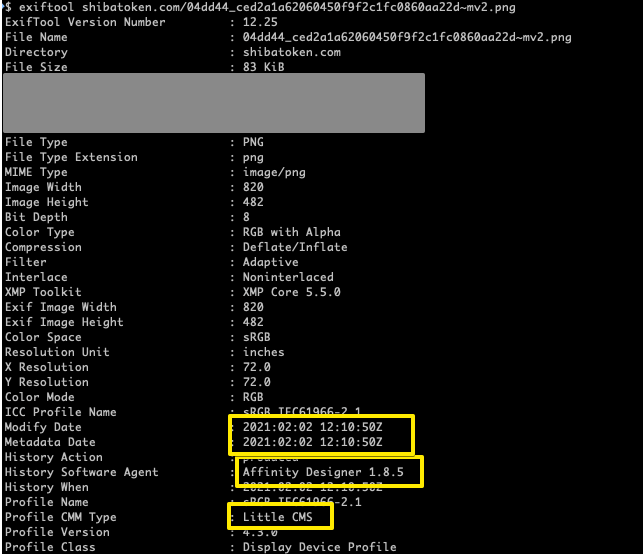 $ exiftool shibatoken.com/04dd44_ced2a1a62060450f9f2c1fc0860aa22d~mv2.png
ExifTool Version Number : 12.25
File Name : 04dd44_ced2a1a62060450f9f2c1fc0860aa22d~mv2.png
Directory : shibatoken.com
File Size : 83 KiB
File Type : PNG
File Type Extension : png
MIME Type : image/png
Image Width : 820
Image Height : 482
Bit Depth : 8
Color Type : RGB with Alpha
Compression : Deflate/Inflate
Filter : Adaptive
Interlace : Noninterlaced
XMP Toolkit : XMP Core 5.5.0
Exif Image Width : 820
Exif Image Height : 482
Color Space : sRGB
Resolution Unit : inches
X Resolution : 72.0
Y Resolution : 72.0
Color Mode : RGB
ICC Profile Name : sRGB IEC61966-2.1
Modify Date : 2021:02:02 12:10:50Z
Metadata Date : 2021:02:02 12:10:50Z
History Action : produced
History Software Agent : Affinity Designer 1.8.5
History When : 2021:02:02 12:10:50Z
Profile Name : sRGB IEC61966-2.1
Profile CMM Type : Little CMS
Profile Version : 4.3.0
Profile Class : Display Device Profile